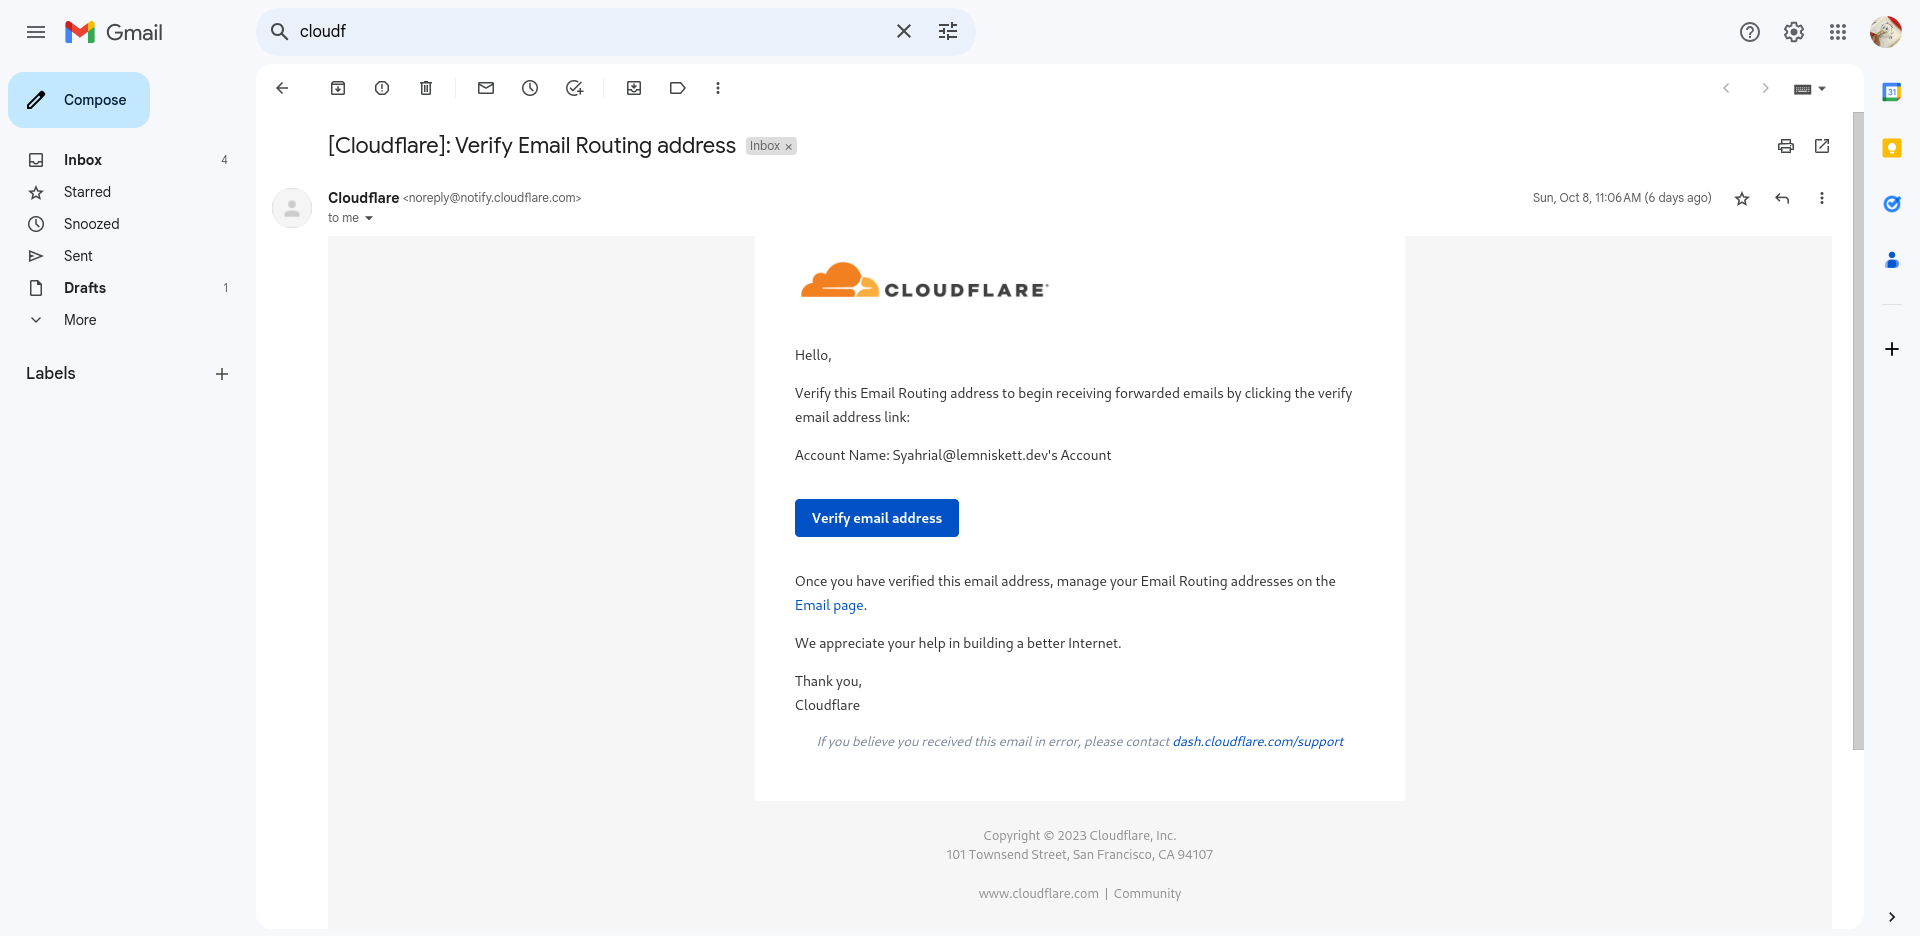 Gmail
cloudf
Compose
Inbox 4
Starred
Snoozed
Sent
Drafts 1
More
Labels
[Cloudflare]: Verify Email Routing address Inbox ×
Cloudflare <noreply@notify.cloudflare.com> Sun, Oct 8, 11:06 AM (6 days ago)
to me
CLOUDFLARE
Hello,
Verify this Email Routing address to begin receiving forwarded emails by clicking the verify
email address link:
Account Name: Syahrial@lemniskett.dev's Account
Verify email address
Once you have verified this email address, manage your Email Routing addresses on the
Email page.
We appreciate your help in building a better Internet.
Thank you,
Cloudflare
If you believe you received this email in error, please contact dash.cloudflare.com/support
Copyright © 2023 Cloudflare, Inc.
101 Townsend Street, San Francisco, CA 94107
www.cloudflare.com | Community
31